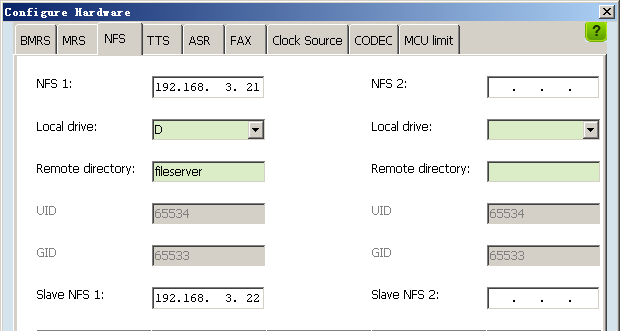 Configure Hardware
BMRS MRS NFS TTS ASR FAX Clock Source CODEC MCU limit ?
NFS 1: 192.168. 3. 21 NFS 2: . . .
Local drive: D Local drive:
Remote directory: fileserver Remote directory:
UID 65534 UID 65534
GID 65533 GID 65533
Slave NFS 1: 192.168. 3. 22 Slave NFS 2: . . .